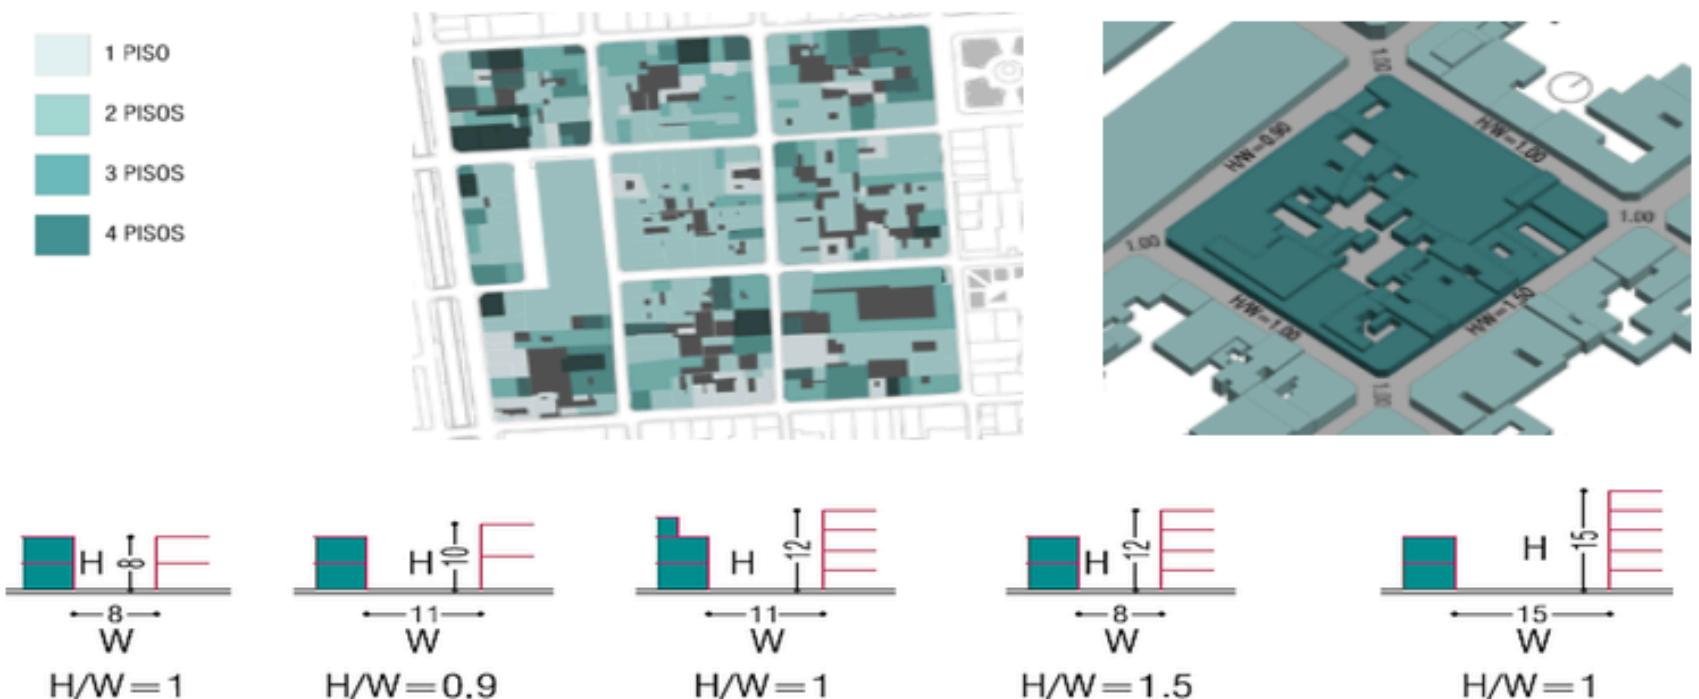 1 PISO
2 PISOS
3 PISOS
4 PISOS
1.50
H/W=0.90
H/W=1.00
1.00
1.00
H/W=1.00
H/W=1.50
1.00
H 8
8
W
H/W=1
H 10
11
W
H/W=0.9
H 12
11
W
H/W=1
H 12
8
W
H/W=1.5
H 15
15
W
H/W=1